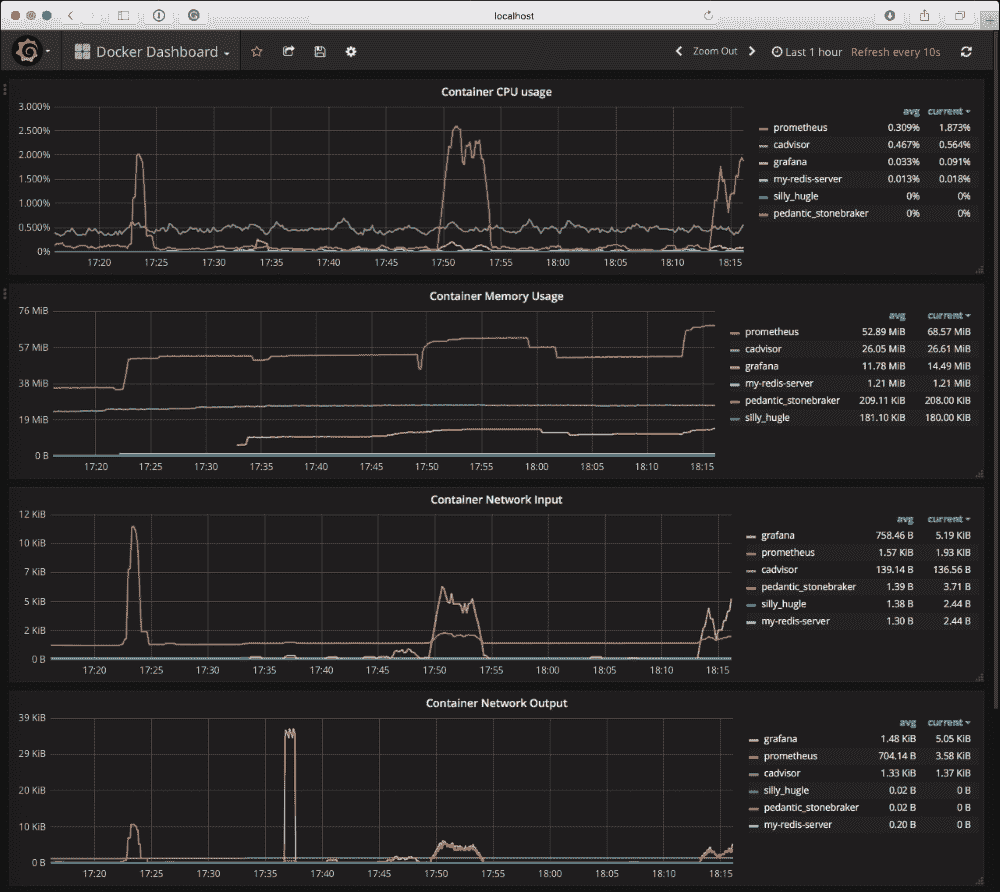 localhost
Docker Dashboard
Zoom Out
Last 1 hour Refresh every 10s
Container CPU usage
3.000%
2.500%
2.000%
1.500%
1.000%
0.500%
0%
17:20 17:25 17:30 17:35 17:40 17:45 17:50 17:55 18:00 18:05 18:10 18:15
avg current
prometheus 0.309% 1.873%
cadvisor 0.467% 0.564%
grafana 0.033% 0.091%
my-redis-server 0.013% 0.018%
silly_hugle 0% 0%
pedantic_stonebraker 0% 0%
Container Memory Usage
76 MiB
57 MiB
38 MiB
19 MiB
0 B
17:20 17:25 17:30 17:35 17:40 17:45 17:50 17:55 18:00 18:05 18:10 18:15
avg current
prometheus 52.89 MiB 68.57 MiB
cadvisor 26.05 MiB 26.61 MiB
grafana 11.78 MiB 14.49 MiB
my-redis-server 1.21 MiB 1.21 MiB
pedantic_stonebraker 209.11 KiB 208.00 KiB
silly_hugle 181.10 KiB 180.00 KiB
Container Network Input
12 KiB
10 KiB
7 KiB
5 KiB
2 KiB
0 B
17:20 17:25 17:30 17:35 17:40 17:45 17:50 17:55 18:00 18:05 18:10 18:15
avg current
grafana 758.46 B 5.19 KiB
prometheus 1.57 KiB 1.93 KiB
cadvisor 139.14 B 136.56 B
pedantic_stonebraker 1.39 B 3.71 B
silly_hugle 1.38 B 2.44 B
my-redis-server 1.30 B 2.44 B
Container Network Output
39 KiB
29 KiB
20 KiB
10 KiB
0 B
17:20 17:25 17:30 17:35 17:40 17:45 17:50 17:55 18:00 18:05 18:10 18:15
avg current
grafana 1.48 KiB 5.05 KiB
prometheus 704.14 B 3.58 KiB
cadvisor 1.33 KiB 1.37 KiB
silly_hugle 0.02 B 0 B
pedantic_stonebraker 0.02 B 0 B
my-redis-server 0.20 B 0 B